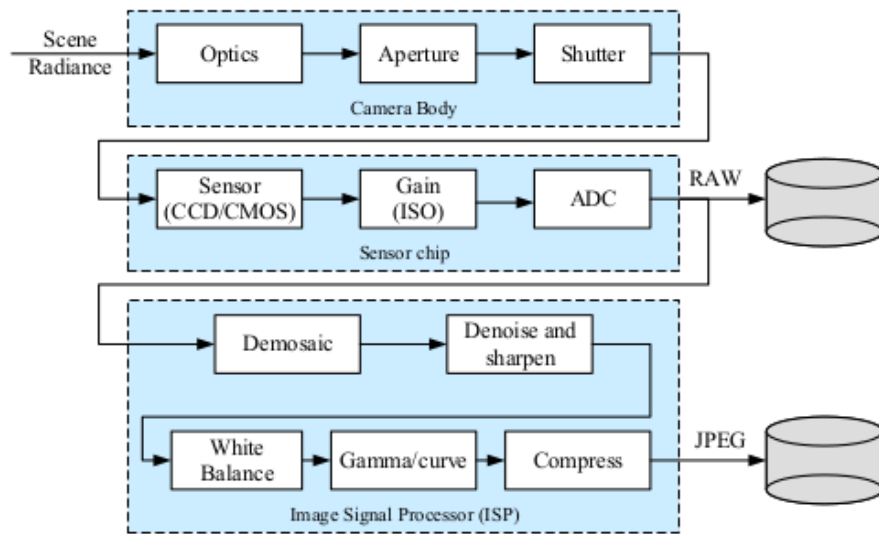 Scene
Radiance
Optics
Aperture
Shutter
Camera Body
Sensor
(CCD/CMOS)
Gain
(ISO)
ADC
RAW
Sensor chip
Demosaic
Denoise and
sharpen
White
Balance
Gamma/curve
Compress
JPEG
Image Signal Processor (ISP)